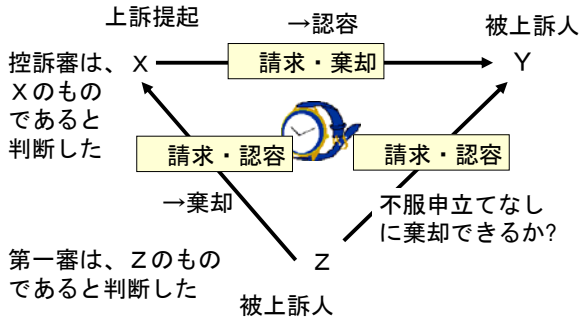 上訴提起
→認容
被上訴人
控訴審は、
Xのもの
であると
判断した
X
請求・棄却
Y
請求・認容
請求・認容
→棄却
不服申立てなし
に棄却できるか?
第一審は、Zのもの
であると判断した
Z
被上訴人